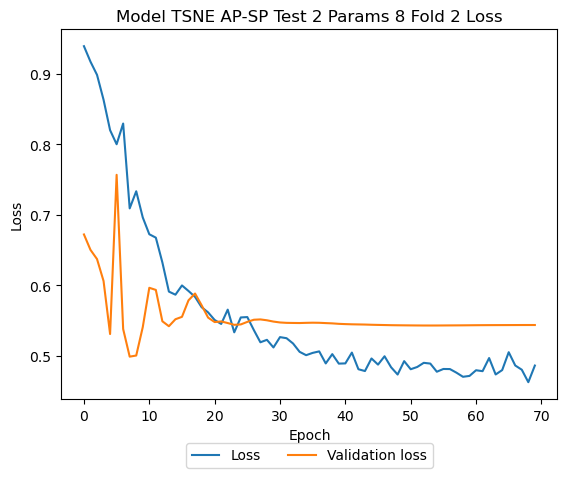 Model TSNE AP-SP Test 2 Params 8 Fold 2 Loss
0.9
0.8
0.7
0.6
0.5
Loss
0 10 20 30 40 50 60 70
Epoch
Loss Validation loss